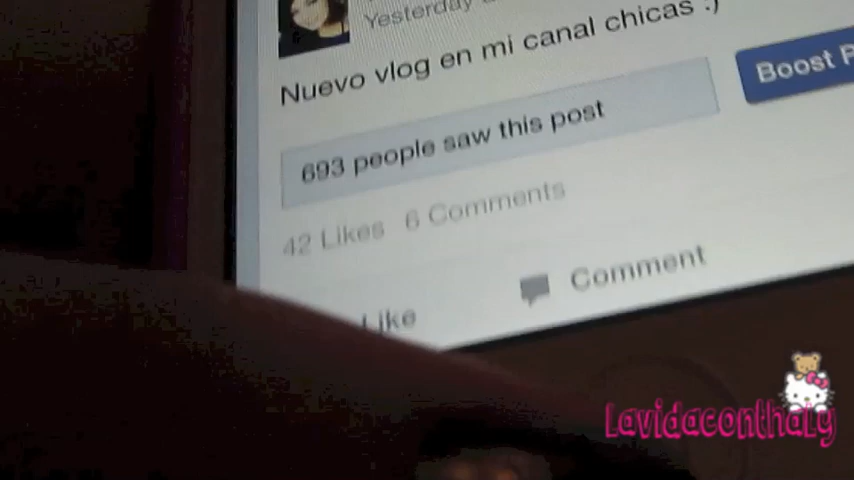 Yesterday
Nuevo vlog en mi canal chicas :)
693 people saw this post
Boost
42 Likes 6 Comments
Like
Comment
Lavidaconthaly